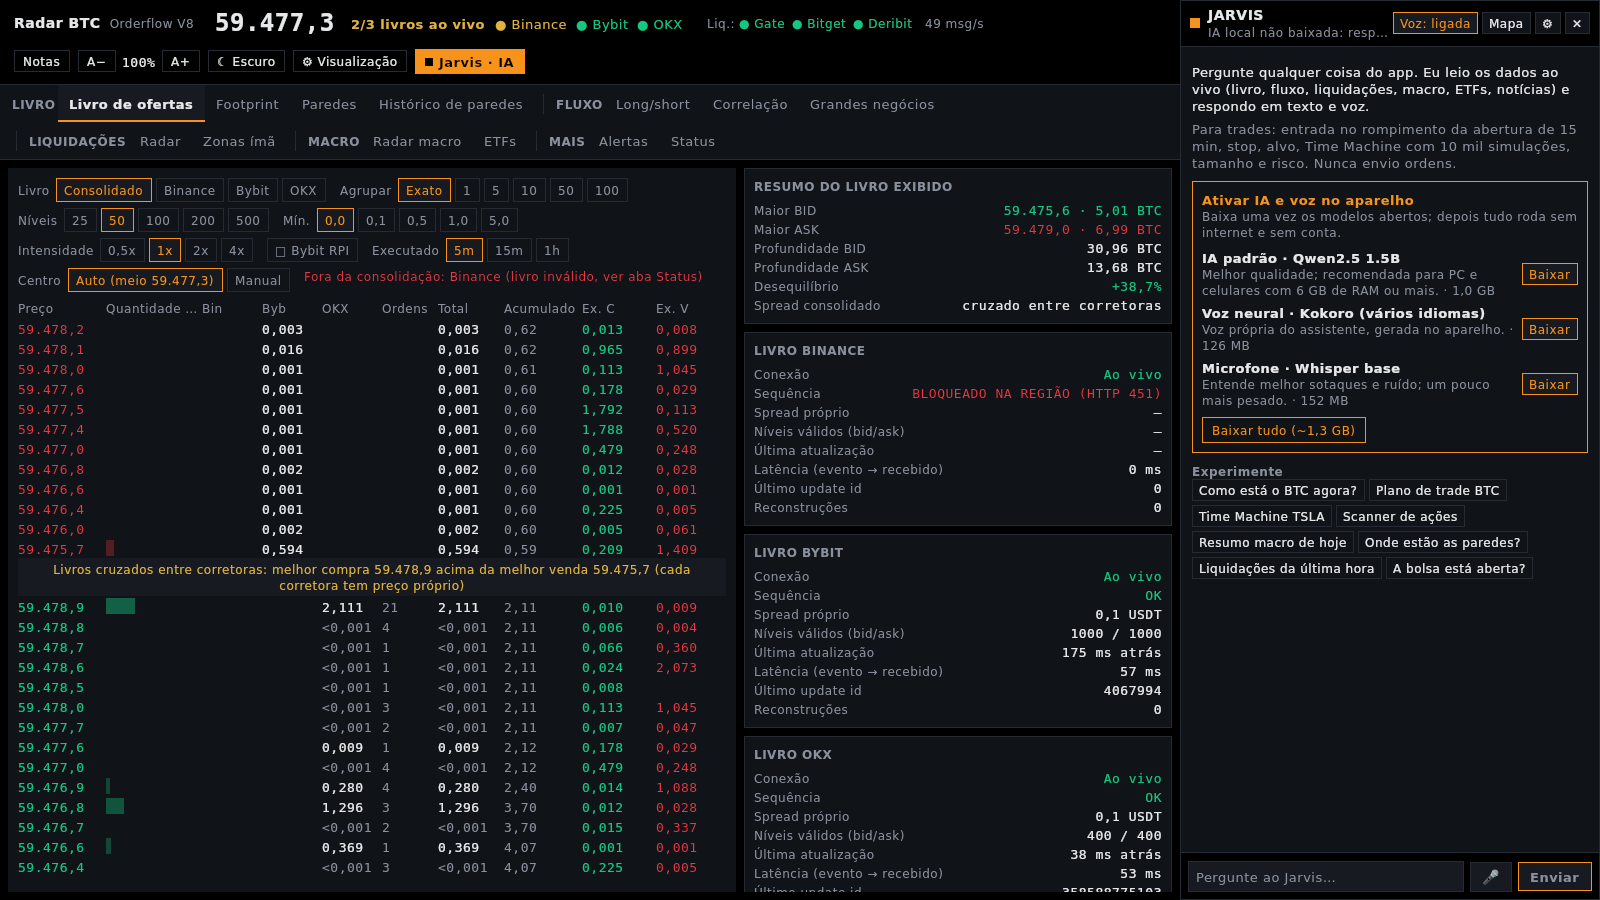 Radar BTC Orderflow V8 59.477,3 2/3 livros ao vivo ● Binance ● Bybit ● OKX Liq.: ● Gate ● Bitget ● Deribit 49 msg/s
Notas A− 100% A+ ☾ Escuro ⚙ Visualização ■ Jarvis · IA
LIVRO Livro de ofertas Footprint Paredes Histórico de paredes FLUXO Long/short Correlação Grandes negócios
LIQUIDAÇÕES Radar Zonas ímã MACRO Radar macro ETFs MAIS Alertas Status
Livro Consolidado Binance Bybit OKX Agrupar Exato 1 5 10 50 100
Níveis 25 50 100 200 500 Mín. 0,0 0,1 0,5 1,0 5,0
Intensidade 0,5x 1x 2x 4x □ Bybit RPI Executado 5m 15m 1h
Centro Auto (meio 59.477,3) Manual Fora da consolidação: Binance (livro inválido, ver aba Status)
Preço Quantidade ... Bin Byb OKX Ordens Total Acumulado Ex. C Ex. V
59.478,2 0,003 0,003 0,62 0,013 0,008
59.478,1 0,016 0,016 0,62 0,965 0,899
59.478,0 0,001 0,001 0,61 0,113 1,045
59.477,6 0,001 0,001 0,60 0,178 0,029
59.477,5 0,001 0,001 0,60 1,792 0,113
59.477,4 0,001 0,001 0,60 1,788 0,520
59.477,0 0,001 0,001 0,60 0,479 0,248
59.476,8 0,002 0,002 0,60 0,012 0,028
59.476,6 0,001 0,001 0,60 0,001 0,001
59.476,4 0,001 0,001 0,60 0,225 0,005
59.476,0 0,002 0,002 0,60 0,005 0,061
59.475,7 0,594 0,594 0,59 0,209 1,409
Livros cruzados entre corretoras: melhor compra 59.478,9 acima da melhor venda 59.475,7 (cada
corretora tem preço próprio)
59.478,9 2,111 21 2,111 2,11 0,010 0,009
59.478,8 <0,001 4 <0,001 2,11 0,006 0,004
59.478,7 <0,001 1 <0,001 2,11 0,066 0,360
59.478,6 <0,001 1 <0,001 2,11 0,024 2,073
59.478,5 <0,001 1 <0,001 2,11 0,008
59.478,0 <0,001 3 <0,001 2,11 0,113 1,045
59.477,7 <0,001 2 <0,001 2,11 0,007 0,047
59.477,6 0,009 1 0,009 2,12 0,178 0,029
59.477,0 <0,001 4 <0,001 2,12 0,479 0,248
59.476,9 0,280 4 0,280 2,40 0,014 1,088
59.476,8 1,296 3 1,296 3,70 0,012 0,028
59.476,7 <0,001 2 <0,001 3,70 0,015 0,337
59.476,6 0,369 1 0,369 4,07 0,001 0,001
59.476,4 <0,001 3 <0,001 4,07 0,225 0,005
RESUMO DO LIVRO EXIBIDO
Maior BID 59.475,6 · 5,01 BTC
Maior ASK 59.479,0 · 6,99 BTC
Profundidade BID 30,96 BTC
Profundidade ASK 13,68 BTC
Desequilíbrio +38,7%
Spread consolidado cruzado entre corretoras
LIVRO BINANCE
Conexão Ao vivo
Sequência BLOQUEADO NA REGIÃO (HTTP 451)
Spread próprio —
Níveis válidos (bid/ask) —
Última atualização —
Latência (evento → recebido) 0 ms
Último update id 0
Reconstruções 0
LIVRO BYBIT
Conexão Ao vivo
Sequência OK
Spread próprio 0,1 USDT
Níveis válidos (bid/ask) 1000 / 1000
Última atualização 175 ms atrás
Latência (evento → recebido) 57 ms
Último update id 4067994
Reconstruções 0
LIVRO OKX
Conexão Ao vivo
Sequência OK
Spread próprio 0,1 USDT
Níveis válidos (bid/ask) 400 / 400
Última atualização 38 ms atrás
Latência (evento → recebido) 53 ms
Último update id
JARVIS
IA local não baixada: resp... Voz: ligada Mapa ⚙ ×
Pergunte qualquer coisa do app. Eu leio os dados ao
vivo (livro, fluxo, liquidações, macro, ETFs, notícias) e
respondo em texto e voz.
Para trades: entrada no rompimento da abertura de 15
min, stop, alvo, Time Machine com 10 mil simulações,
tamanho e risco. Nunca envio ordens.
Ativar IA e voz no aparelho
Baixa uma vez os modelos abertos; depois tudo roda sem
internet e sem conta.
IA padrão · Qwen2.5 1.5B
Melhor qualidade; recomendada para PC e
celulares com 6 GB de RAM ou mais. · 1,0 GB
Baixar
Voz neural · Kokoro (vários idiomas)
Voz própria do assistente, gerada no aparelho. ·
126 MB
Baixar
Microfone · Whisper base
Entende melhor sotaques e ruído; um pouco
mais pesado. · 152 MB
Baixar
Baixar tudo (~1,3 GB)
Experimente
Como está o BTC agora? Plano de trade BTC
Time Machine TSLA Scanner de ações
Resumo macro de hoje Onde estão as paredes?
Liquidações da última hora A bolsa está aberta?
Pergunte ao Jarvis... 🎤 Enviar